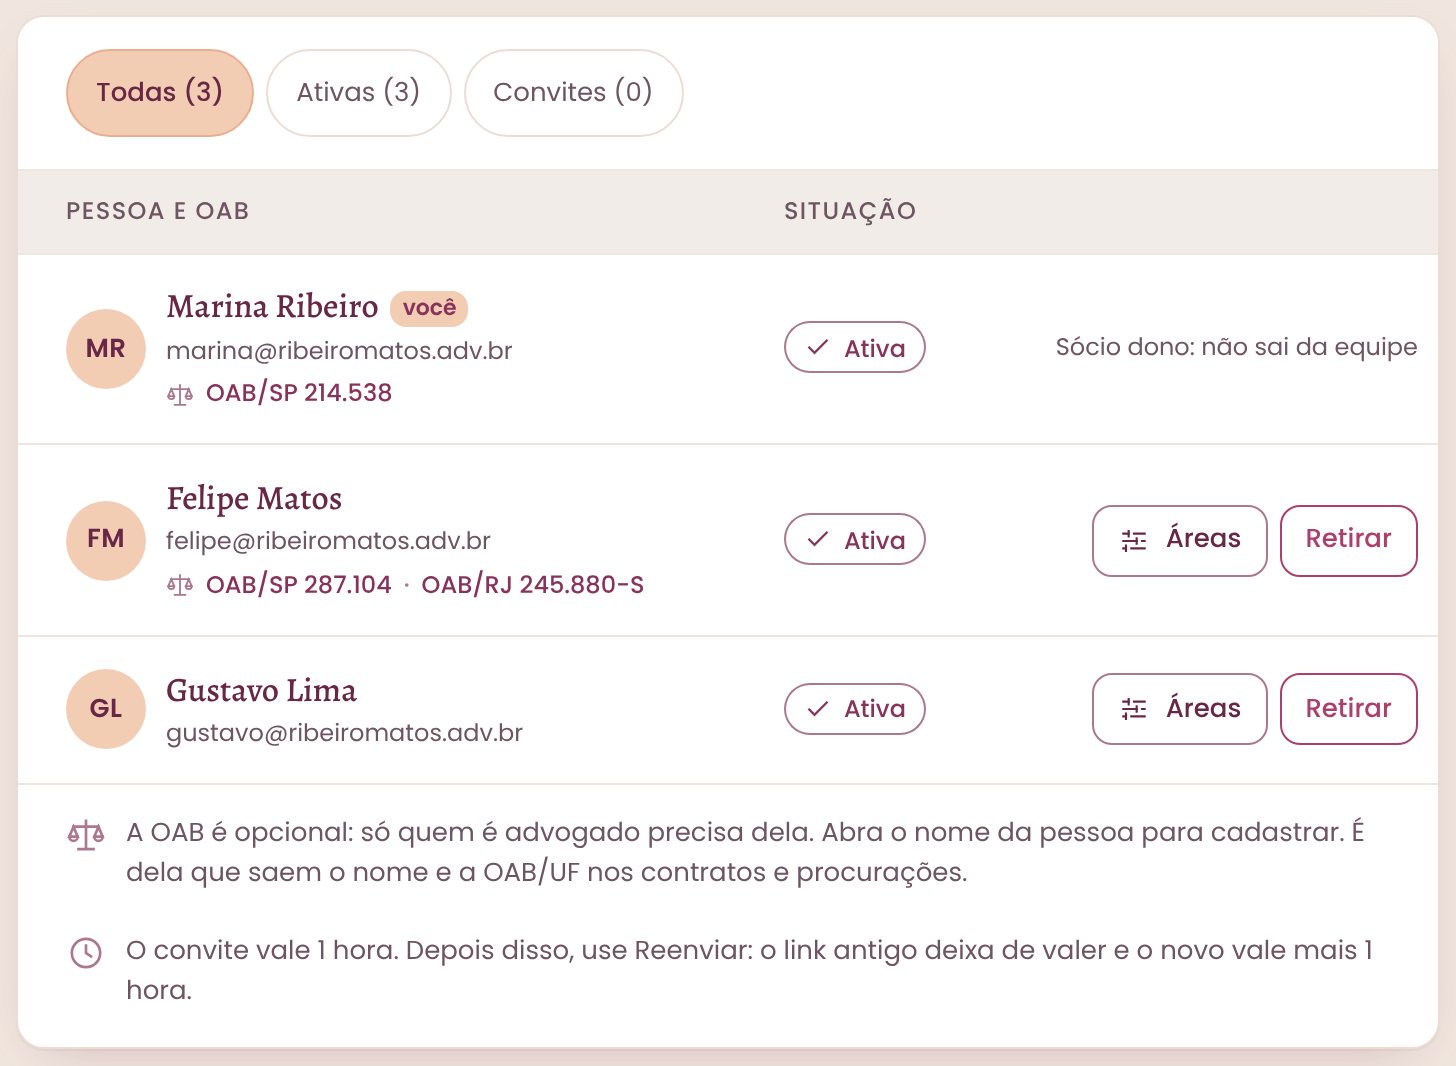 Todas (3) Ativas (3) Convites (0)
PESSOA E OAB SITUAÇÃO
MR Marina Ribeiro você
marina@ribeiromatos.adv.br
OAB/SP 214.538
Ativa
Sócio dono: não sai da equipe
FM Felipe Matos
felipe@ribeiromatos.adv.br
OAB/SP 287.104 · OAB/RJ 245.880-S
Ativa
Áreas Retirar
GL Gustavo Lima
gustavo@ribeiromatos.adv.br
Ativa
Áreas Retirar
A OAB é opcional: só quem é advogado precisa dela. Abra o nome da pessoa para cadastrar. É
dela que saem o nome e a OAB/UF nos contratos e procurações.
O convite vale 1 hora. Depois disso, use Reenviar: o link antigo deixa de valer e o novo vale mais 1
hora.